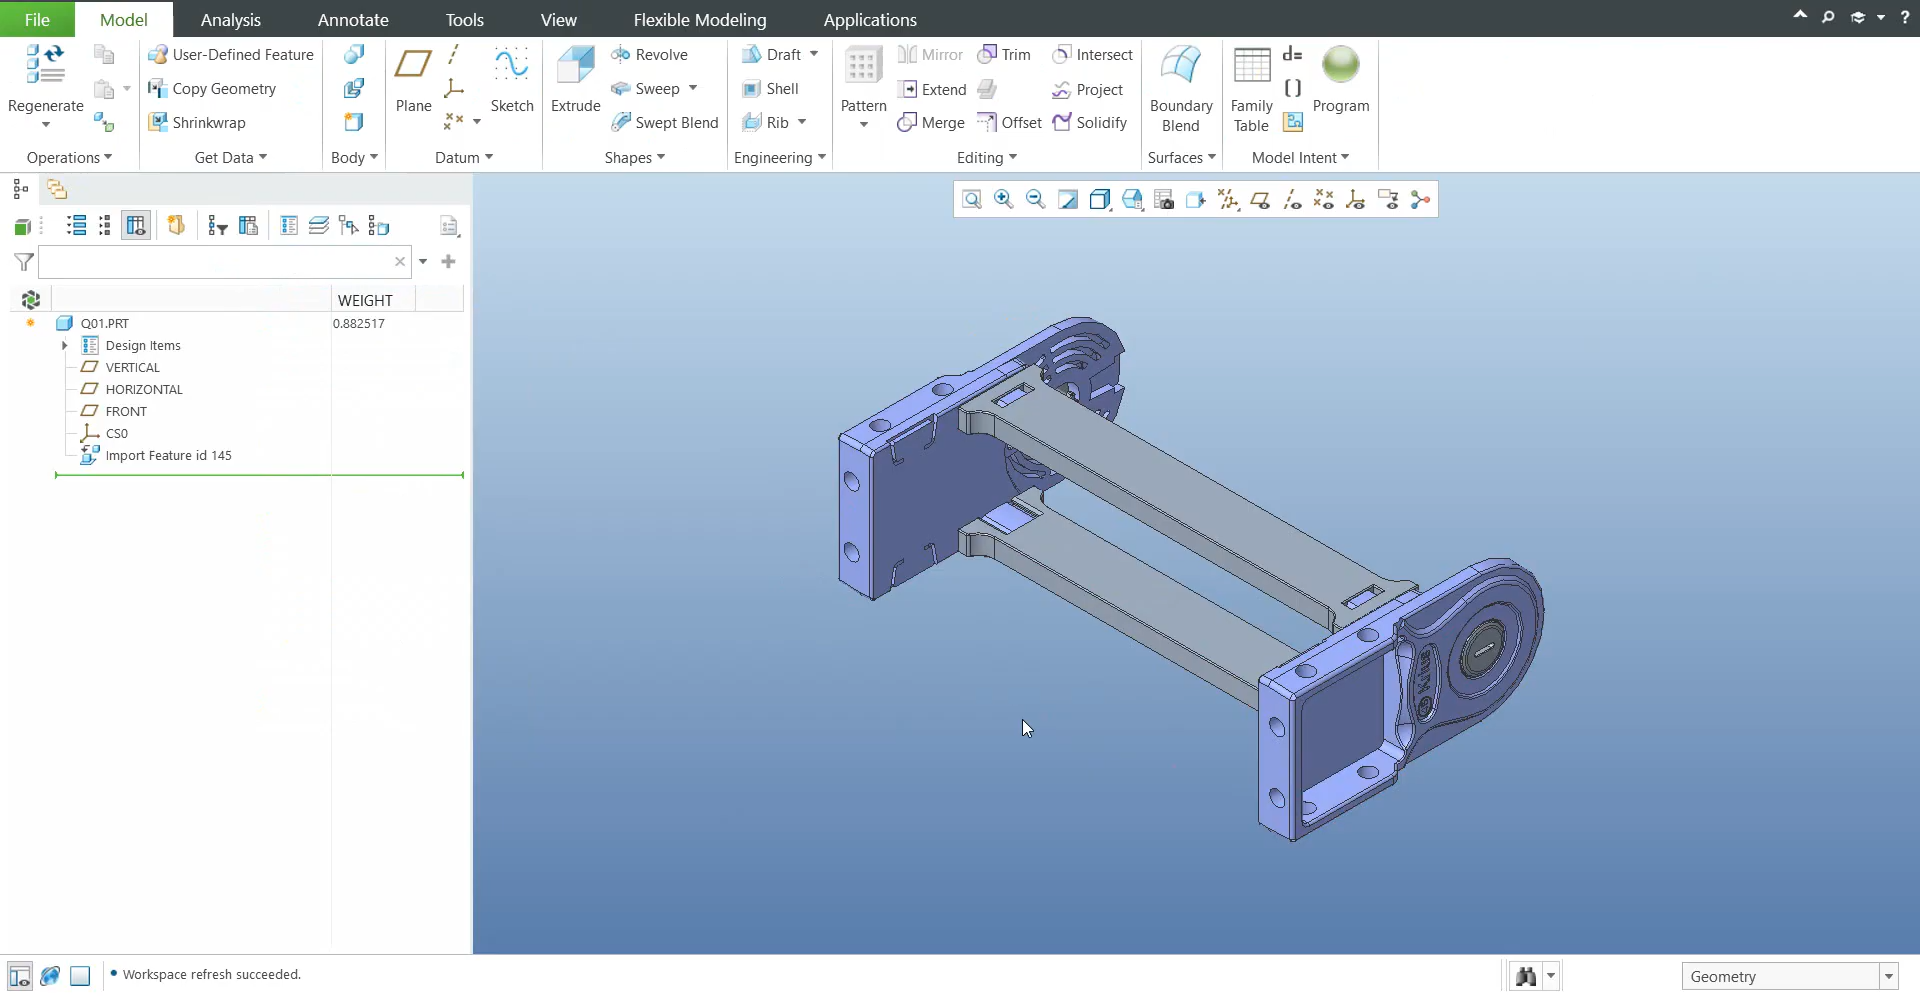 File Model Analysis Annotate Tools View Flexible Modeling Applications
Regenerate
Operations
User-Defined Feature
Copy Geometry
Shrinkwrap
Get Data
Body
Plane
Sketch
Datum
Extrude
Revolve
Sweep
Swept Blend
Shapes
Draft
Shell
Rib
Engineering
Pattern
Mirror
Extend
Merge
Trim
Offset
Intersect
Project
Solidify
Editing
Boundary
Blend
Surfaces
Family
Table
d=
[ ]
Program
Model Intent
WEIGHT
Q01.PRT 0.882517
Design Items
VERTICAL
HORIZONTAL
FRONT
CS0
Import Feature id 145
Workspace refresh succeeded.
Geometry